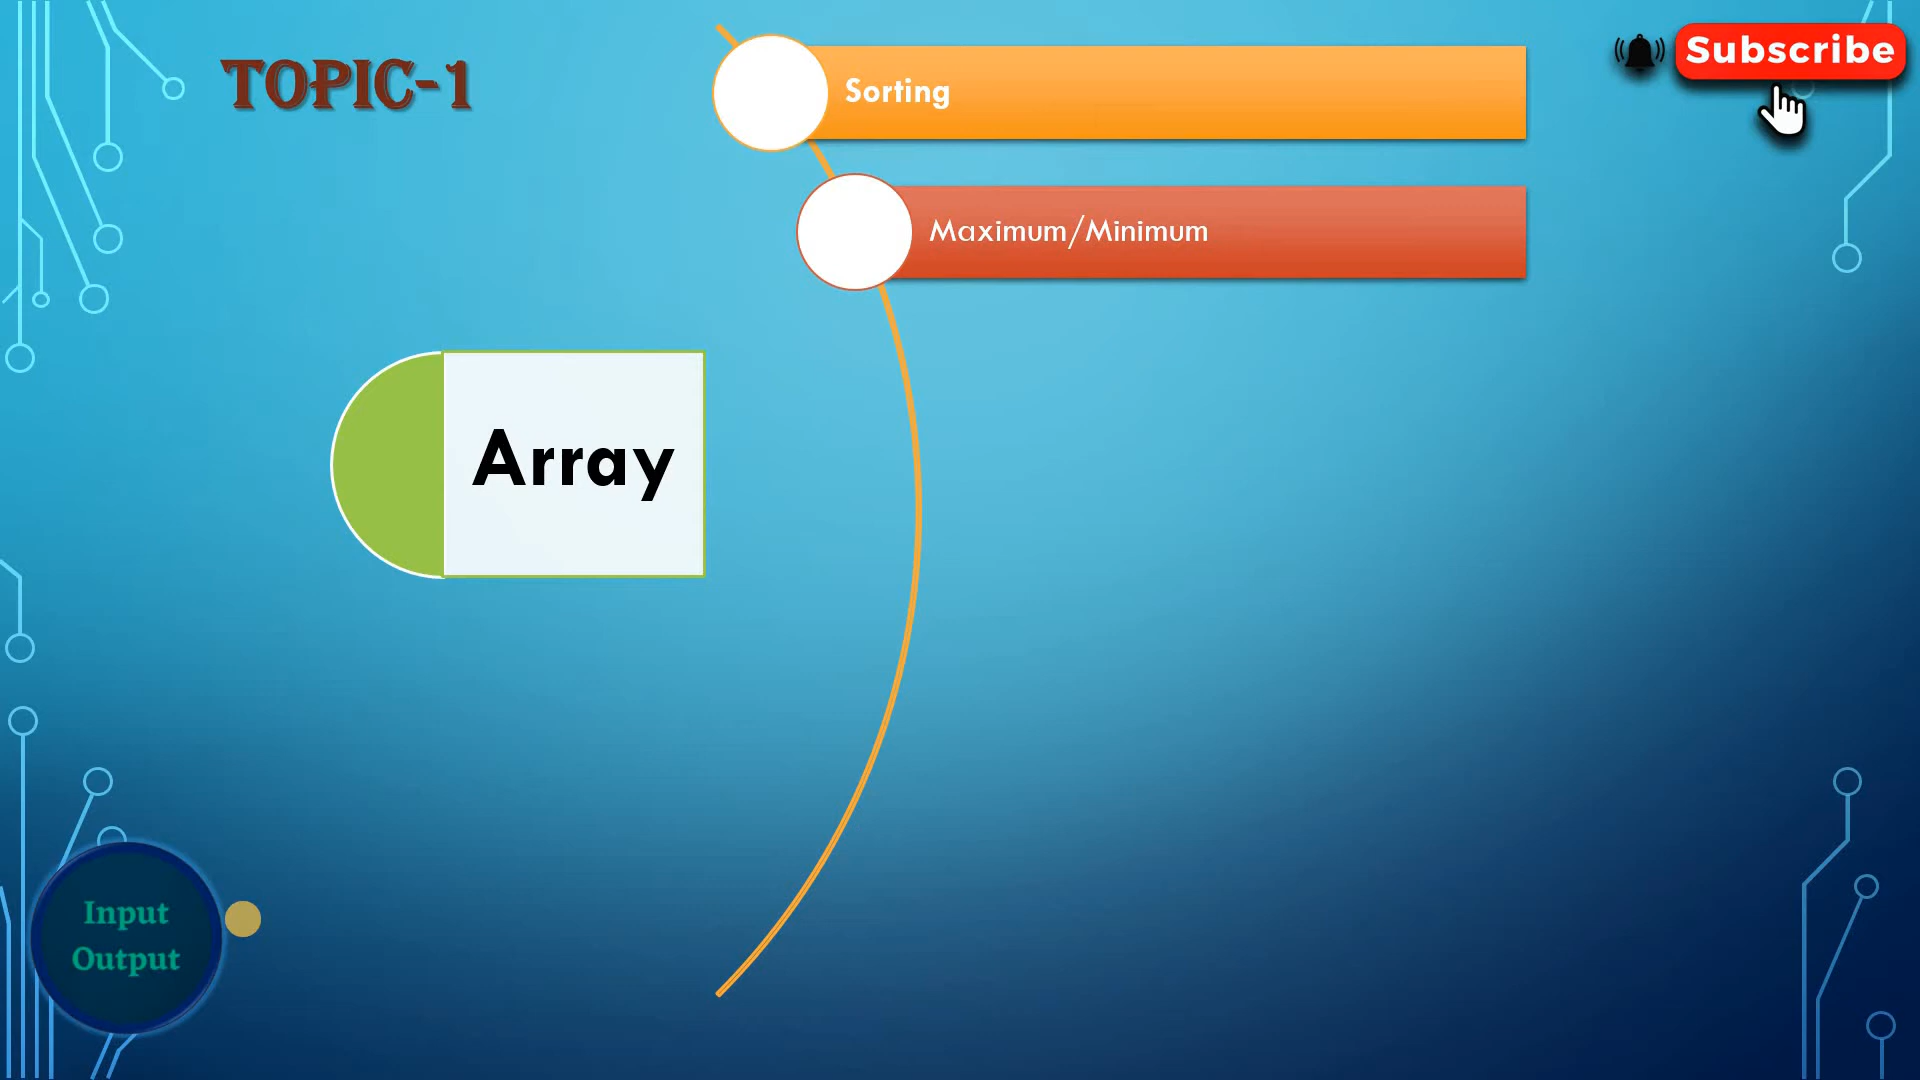 TOPIC-1
Sorting
Subscribe
Maximum/Minimum
Array
Input
Output